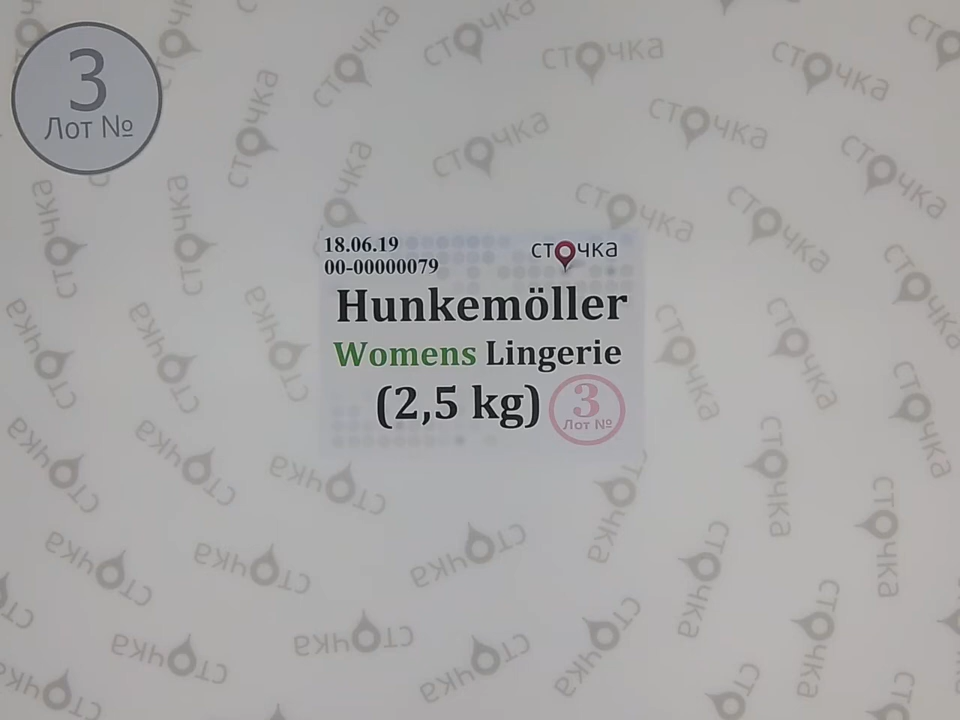 3
Лот №
18.06.19
сточка
00-00000079
Hunkemöller
Womens Lingerie
(2,5 kg)
3
Лот №